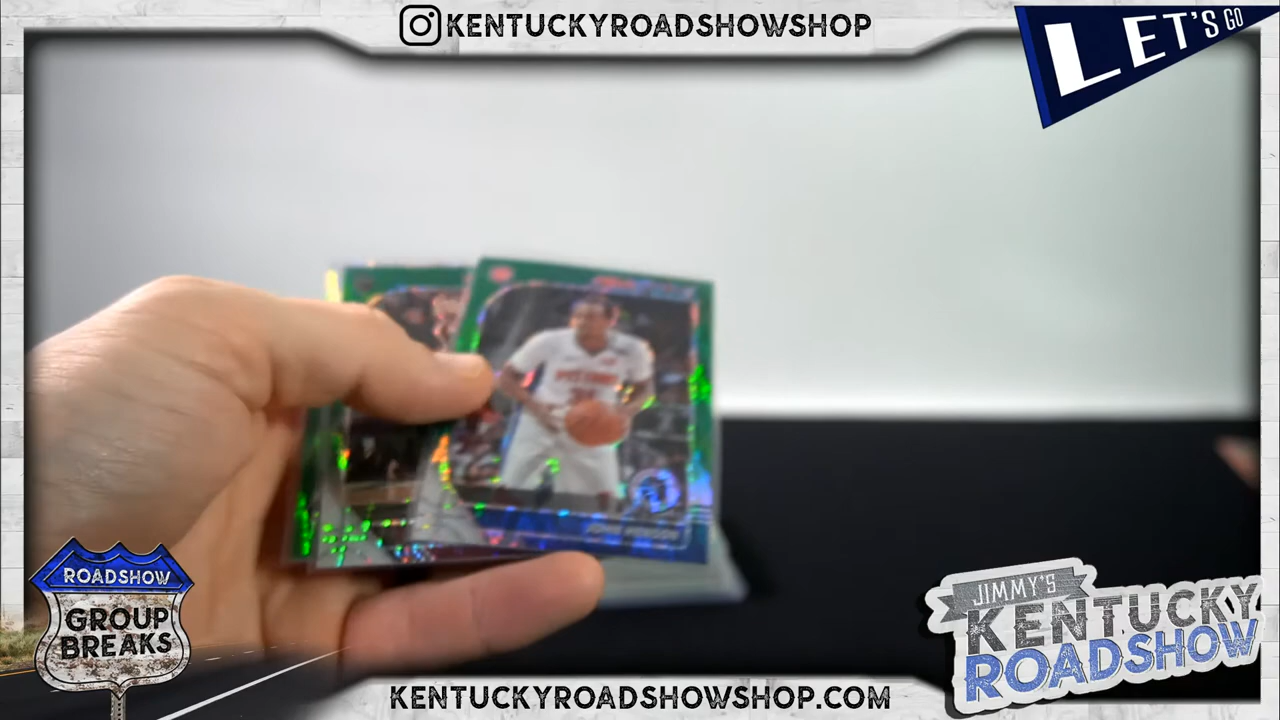 KENTUCKYROADSHOWSHOP
LET'S GO
PISTONS
ROADSHOW
GROUP
BREAKS
JIMMY'S
KENTUCKY
ROADSHOW
KENTUCKYROADSHOWSHOP.COM